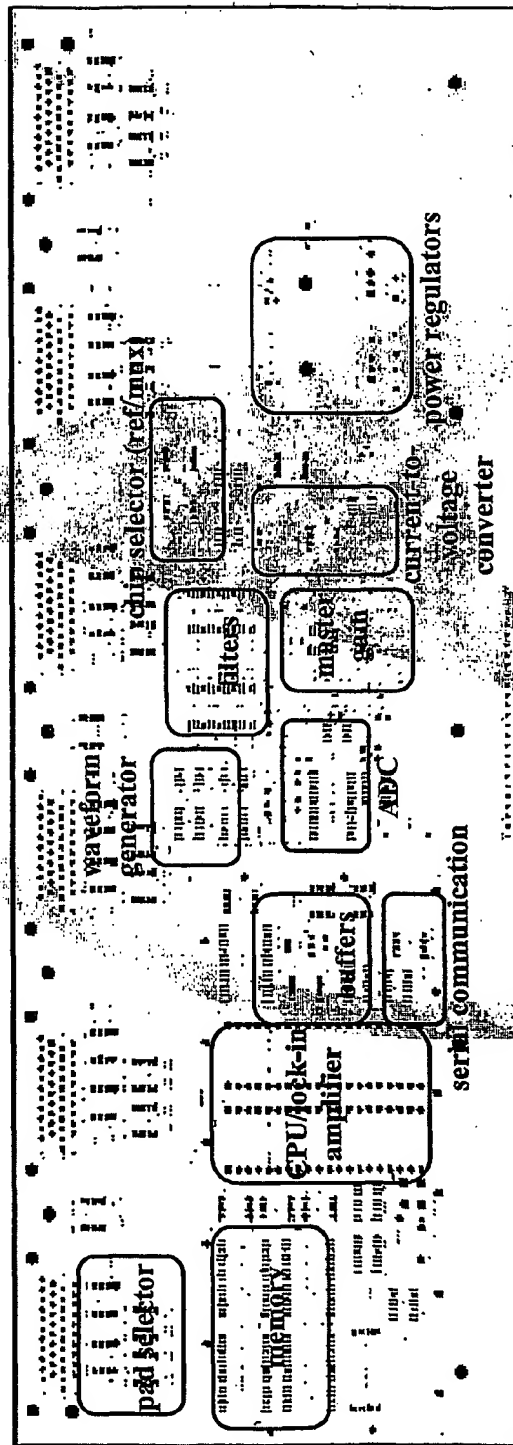 pad selector
memory
CPU/lock-in
amplifier
serial communication
buffers
waveform
generator
ADC
filters
master
gain
chip selector (ref/mux)
current-to-
voltage
converter
power regulators